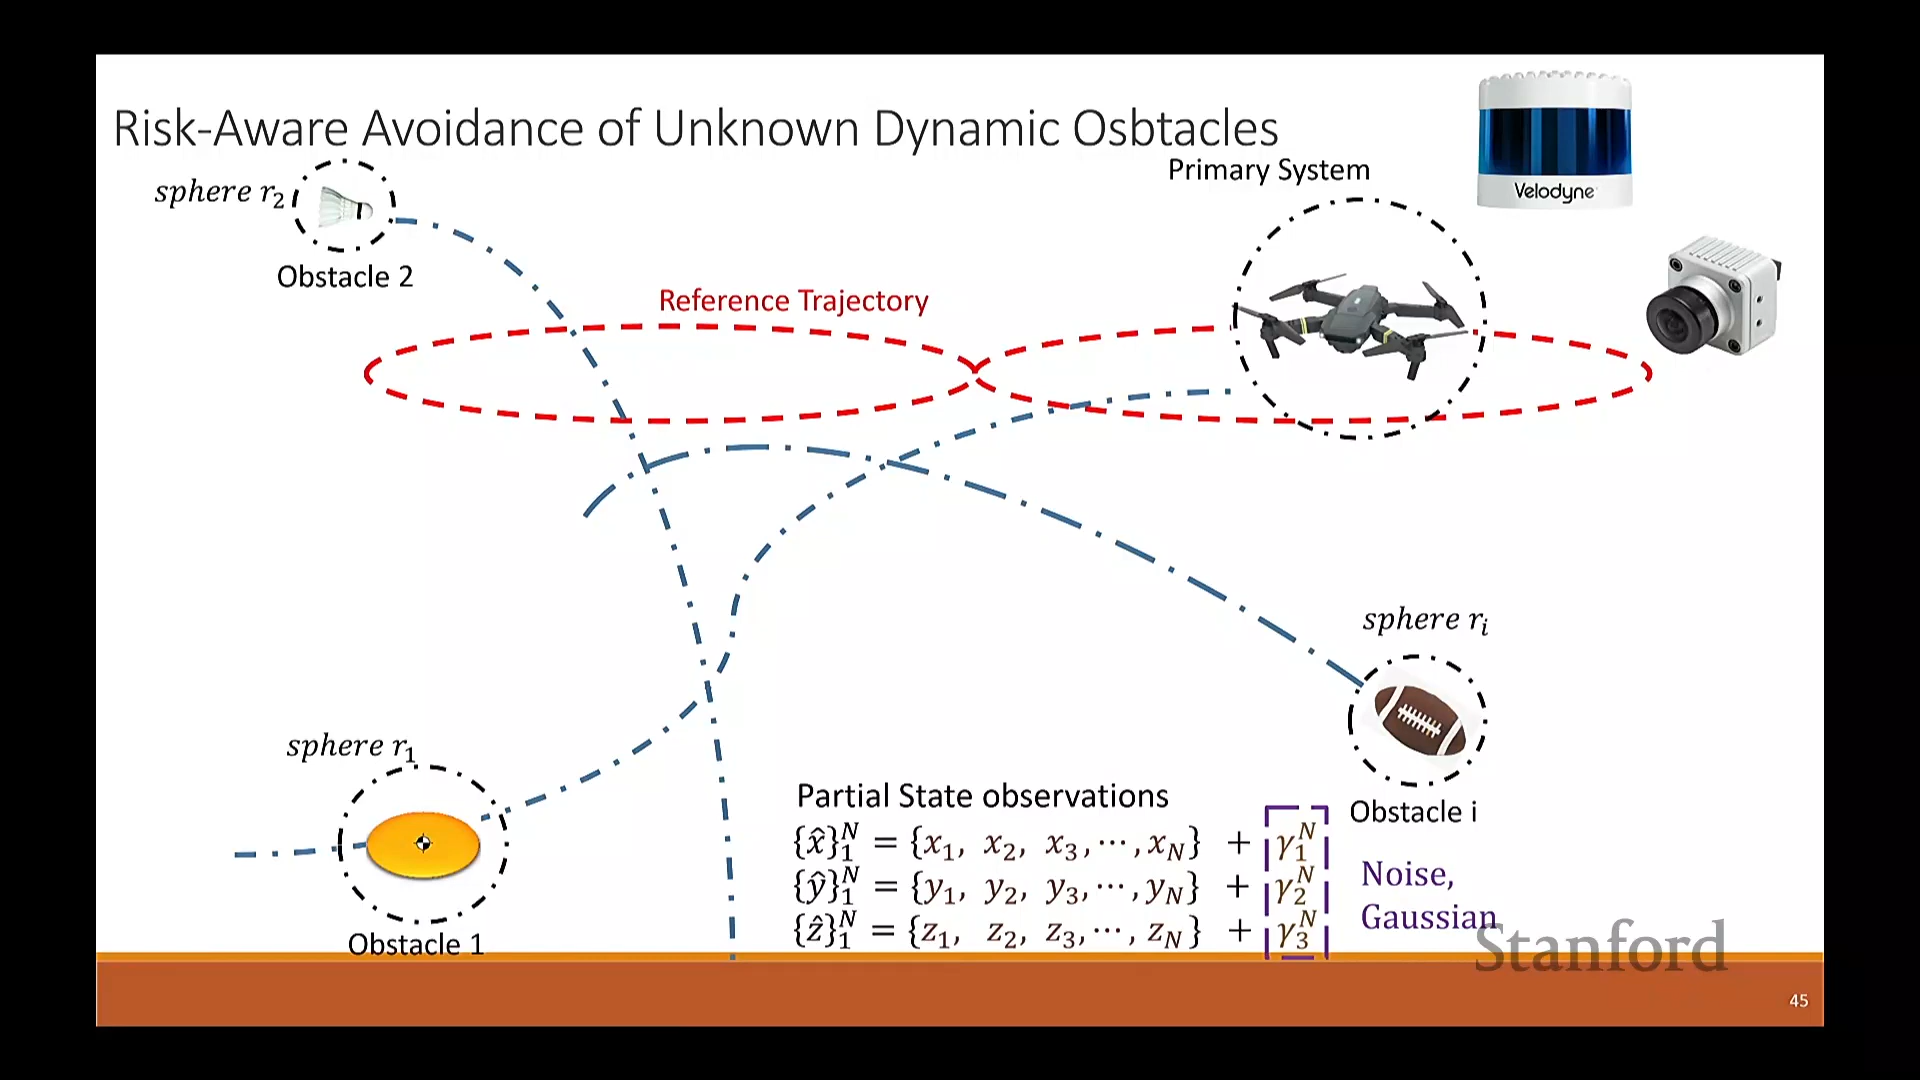 Risk-Aware Avoidance of Unknown Dynamic Osbtacles
Primary System
Velodyne
sphere r₂
Obstacle 2
Reference Trajectory
sphere rᵢ
Obstacle i
sphere r₁
Obstacle 1
Partial State observations
{x̂}₁ᴺ = {x₁, x₂, x₃, ⋯, x_N} + γ₁ᴺ
{ŷ}₁ᴺ = {y₁, y₂, y₃, ⋯, y_N} + γ₂ᴺ
{ẑ}₁ᴺ = {z₁, z₂, z₃, ⋯, z_N} + γ₃ᴺ
Noise,
Gaussian
Stanford
45